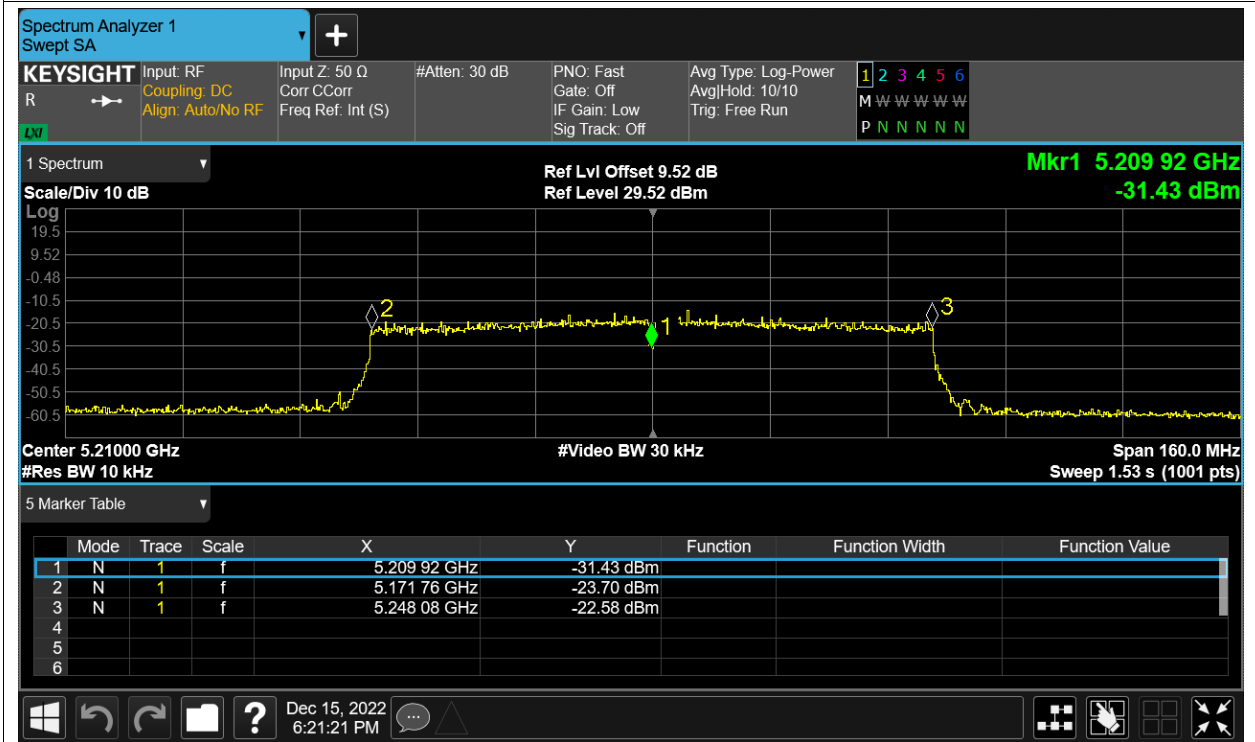 Spectrum Analyzer 1
Swept SA
+
KEYSIGHT Input: RF Input Z: 50 Ω #Atten: 30 dB PNO: Fast Avg Type: Log-Power 1 2 3 4 5 6
R Coupling: DC Corr CCorr Gate: Off Avg|Hold: 10/10 M W W W W W
Align: Auto/No RF Freq Ref: Int (S) IF Gain: Low Trig: Free Run
LXI Sig Track: Off P N N N N N
1 Spectrum Ref Lvl Offset 9.52 dB Mkr1 5.209 92 GHz
Scale/Div 10 dB Ref Level 29.52 dBm -31.43 dBm
Log
19.5
9.52
-0.48
-10.5
2 3
-20.5
1
-30.5
-40.5
-50.5
-60.5
Center 5.21000 GHz #Video BW 30 kHz Span 160.0 MHz
#Res BW 10 kHz Sweep 1.53 s (1001 pts)
5 Marker Table
Mode Trace Scale X Y Function Function Width Function Value
1 N 1 f 5.209 92 GHz -31.43 dBm
2 N 1 f 5.171 76 GHz -23.70 dBm
3 N 1 f 5.248 08 GHz -22.58 dBm
4
5
6
? Dec 15, 2022
6:21:21 PM